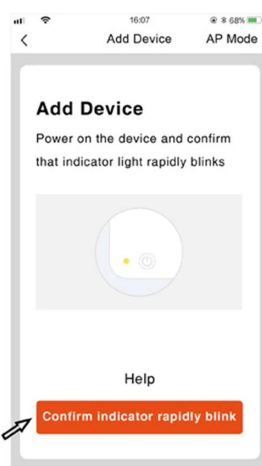 16:07
68%
Add Device
AP Mode
Add Device
Power on the device and confirm
that indicator light rapidly blinks
Help
Confirm indicator rapidly blink